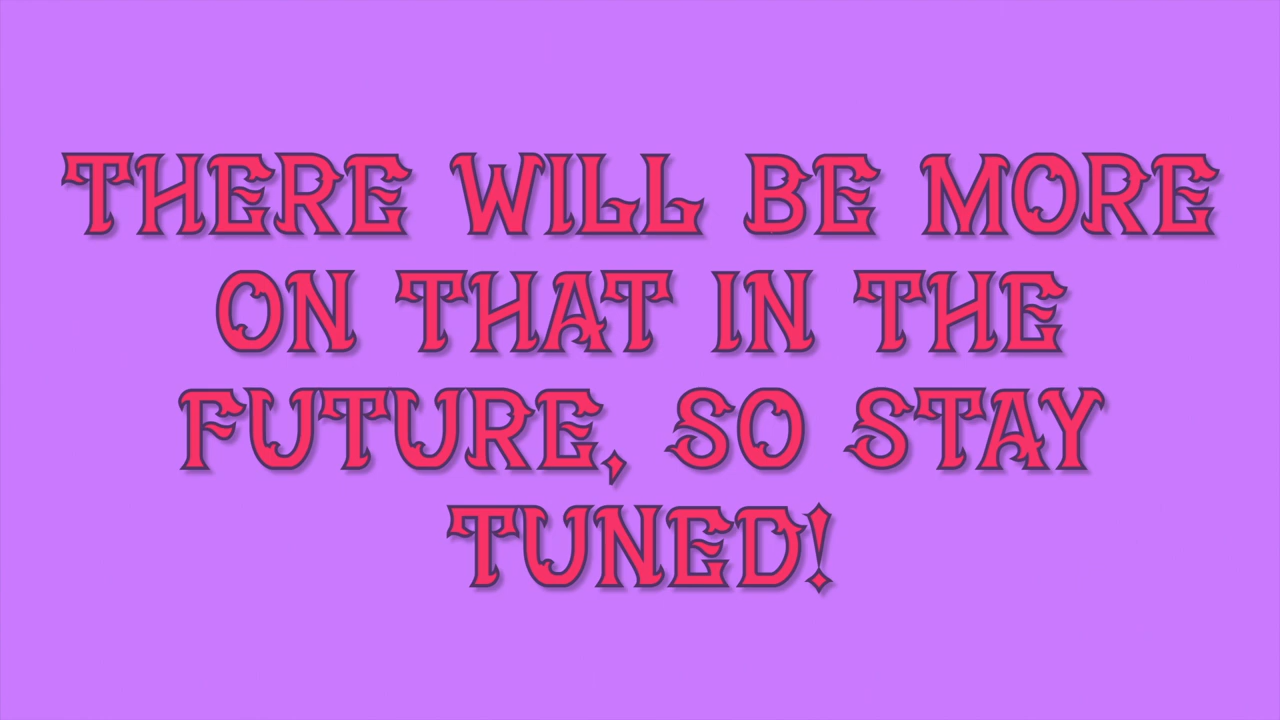 THERE WILL BE MORE
ON THAT IN THE
FUTURE, SO STAY
TUNED!